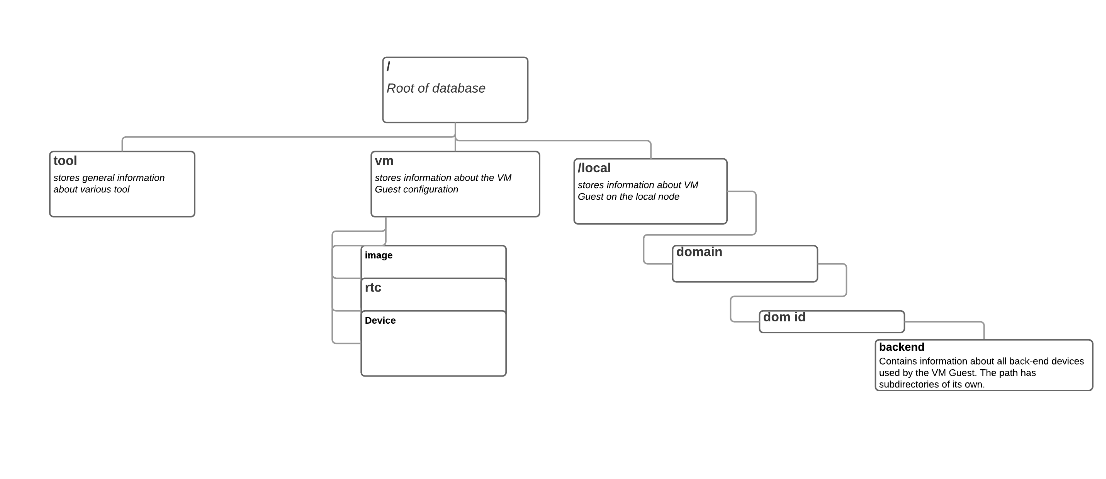 /
Root of database
tool
stores general information
about various tool
vm
stores information about the VM
Guest configuration
/local
stores information about VM
Guest on the local node
image
rtc
Device
domain
dom id
backend
Contains information about all back-end devices
used by the VM Guest. The path has
subdirectories of its own.